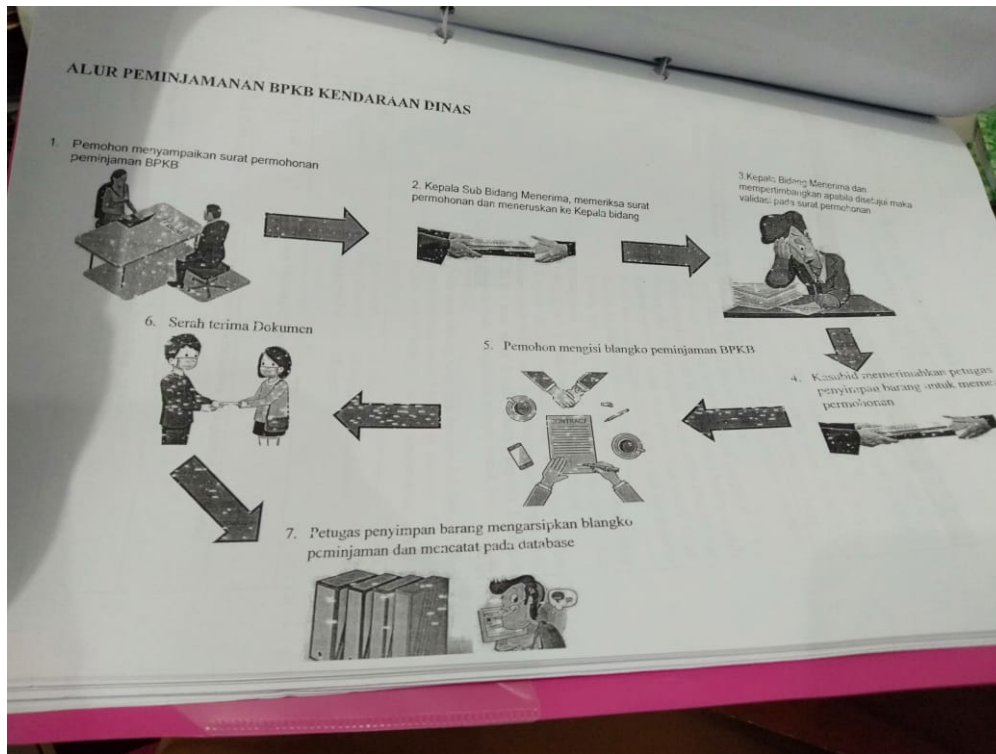 ALUR PEMINJAMANAN BPKB KENDARAAN DINAS
1. Pemohon menyampaikan surat permohonan
peminjaman BPKB
2. Kepala Sub Bidang Menerima, memeriksa surat
permohonan dan meneruskan ke Kepala bidang
3.Kepala Bidang Menerima dan
mempertimbangkan apabila disetujui maka
validasi pada surat permohonan
4. Kasubid memerintahkan petugas
penyimpan barang untuk
permohonan
5. Pemohon mengisi blangko peminjaman BPKB
CONTRACT
6. Serah terima Dokumen
7. Petugas penyimpan barang mengarsipkan blangko
peminjaman dan mencatat pada database